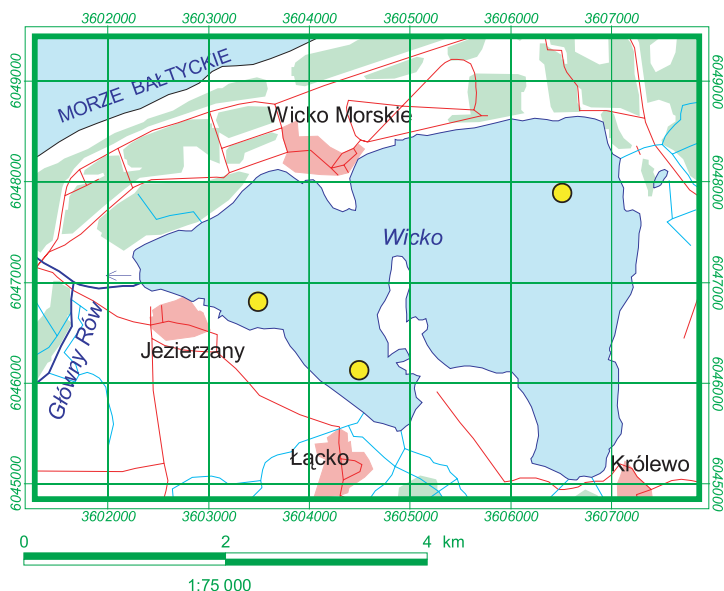 3602000 3603000 3604000 3605000 3606000 3607000
6049000 6049000
MORZE BAŁTYCKIE
Wicko Morskie
6048000 6048000
Wicko
6047000 6047000
Główny Rów
Jezierzany
6046000 6046000
Łącko
Królewo
6045000 6045000
3602000 3603000 3604000 3605000 3606000 3607000
0 2 4 km
1:75 000